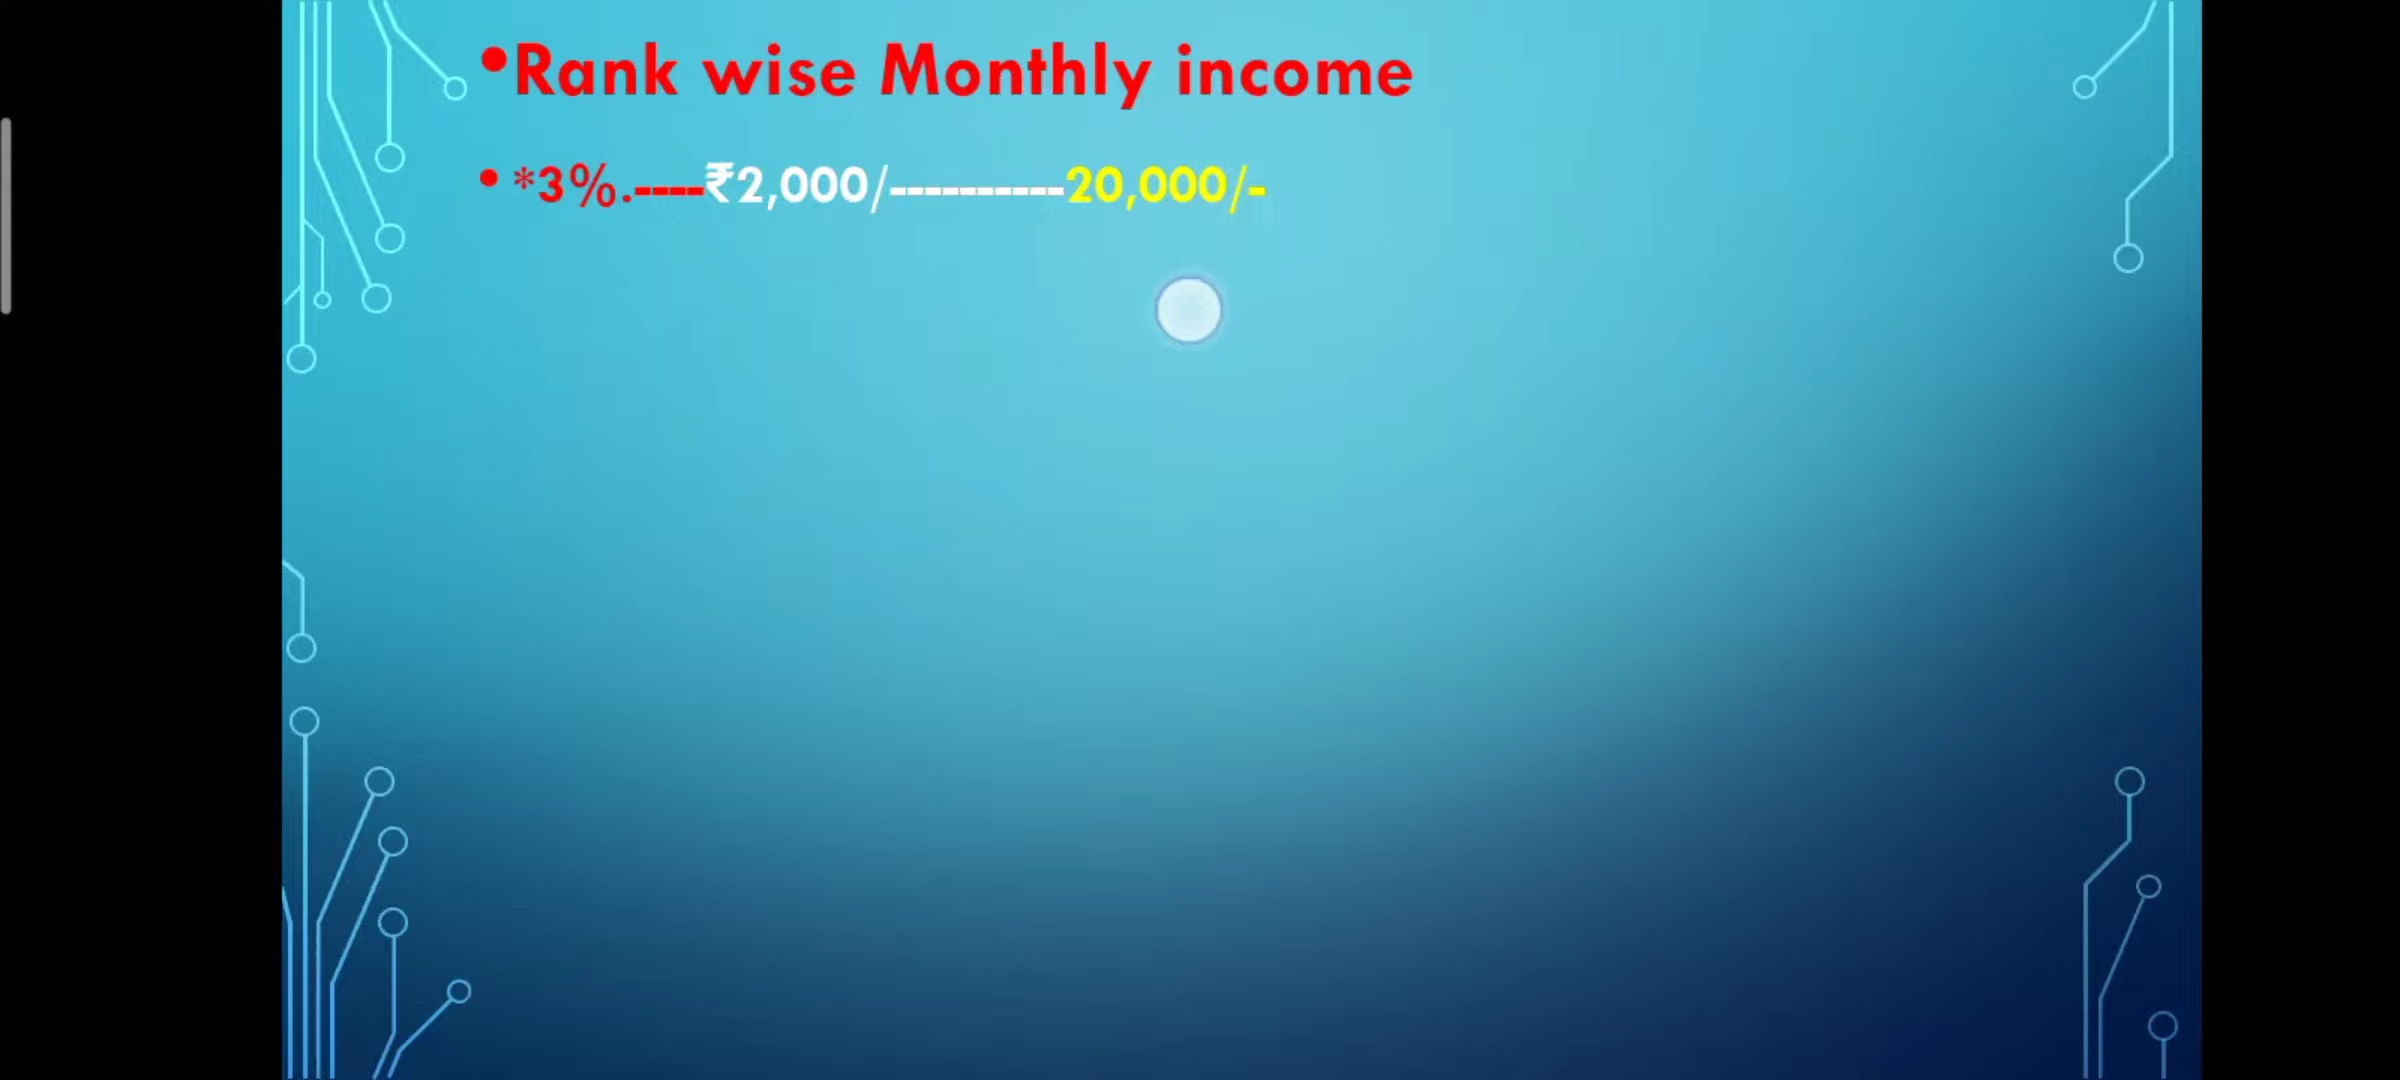 •Rank wise Monthly income
• *3%.----₹2,000/----------20,000/-